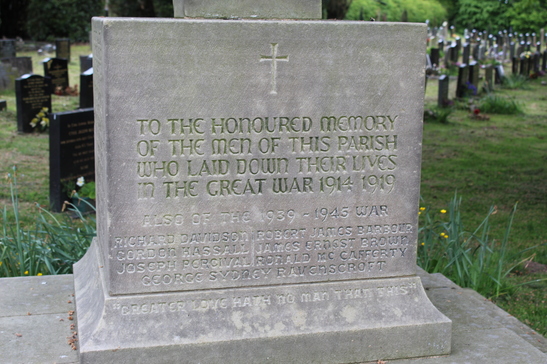 TO THE HONOURED MEMORY
OF THE MEN OF THIS PARISH
WHO LAID DOWN THEIR LIVES
IN THE GREAT WAR 1914 1919
ALSO OF THE 1939 - 1945 WAR
RICHARD DAVIDSON ROBERT JAMES BARBOUR
GORDON HASSALL JAMES ERNEST BROWN
JOSEPH PERCIVAL RONALD MC CAFFERTY
GEORGE SYDNEY RAVENSCROFT
"GREATER LOVE HATH NO MAN THAN THIS"